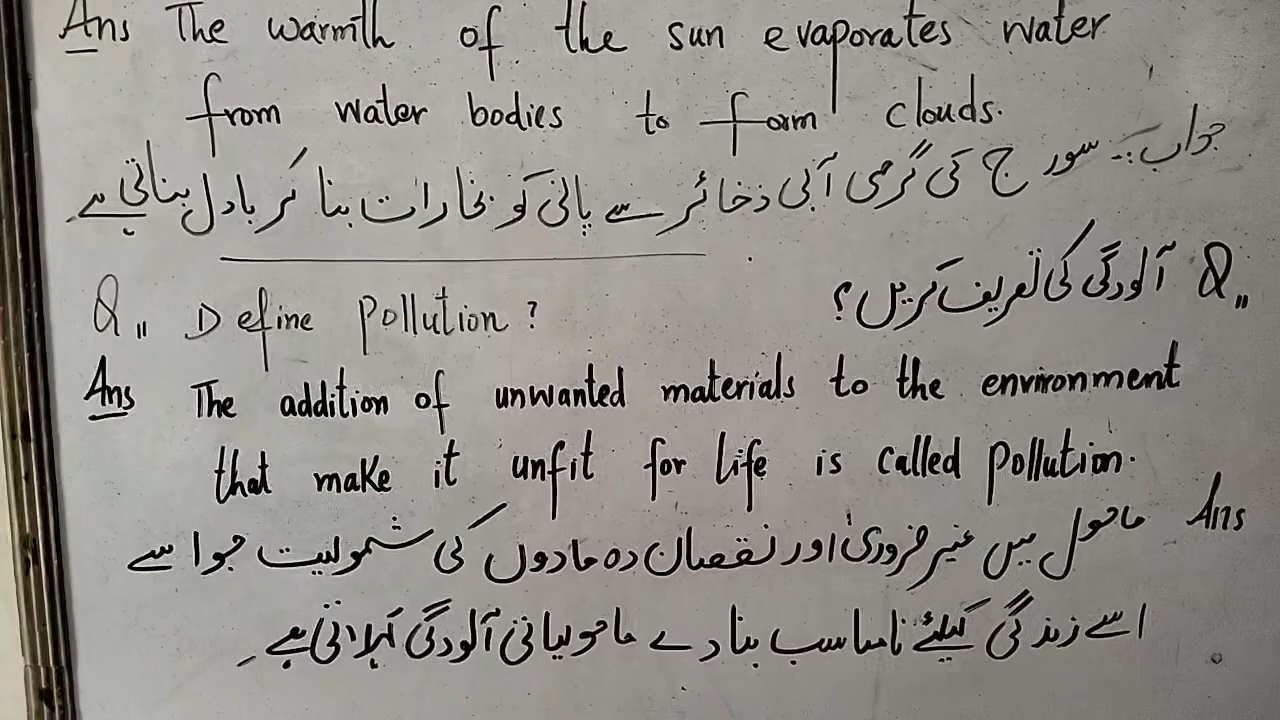 Ans The warmth of the sun evaporates water
from water bodies to form clouds.
جواب:۔ سورج کی گرمی آبی ذخائر سے پانی کو بخارات بنا کر بادل بناتی ہے۔
Q,, Define pollution?
Q,, آلودگی کی تعریف کریں؟
Ans The addition of unwanted materials to the environment
that make it unfit for life is called pollution.
Ans ماحول میں غیر ضروری اور نقصان دہ مادوں کی شمولیت جو اسے
اسے زندگی کیلئے نامناسب بنا دے ماحولیاتی آلودگی کہلاتی ہے۔